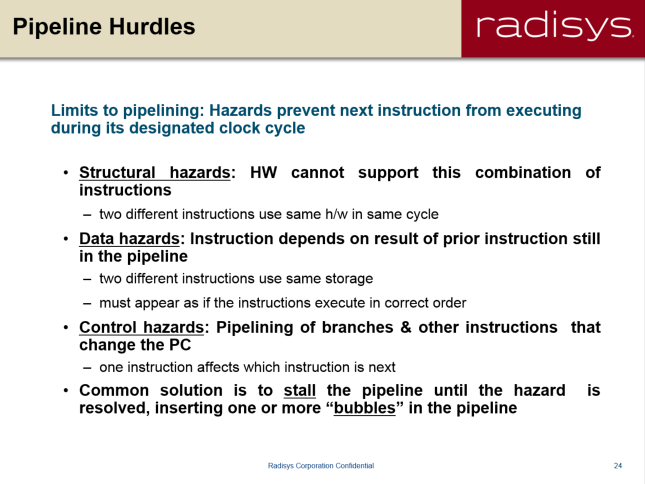 Pipeline Hurdles
radisys.
Limits to pipelining: Hazards prevent next instruction from executing
during its designated clock cycle
• Structural hazards: HW cannot support this combination of
instructions
– two different instructions use same h/w in same cycle
• Data hazards: Instruction depends on result of prior instruction still
in the pipeline
– two different instructions use same storage
– must appear as if the instructions execute in correct order
• Control hazards: Pipelining of branches & other instructions that
change the PC
– one instruction affects which instruction is next
• Common solution is to stall the pipeline until the hazard is
resolved, inserting one or more “bubbles” in the pipeline
Radisys Corporation Confidential
24